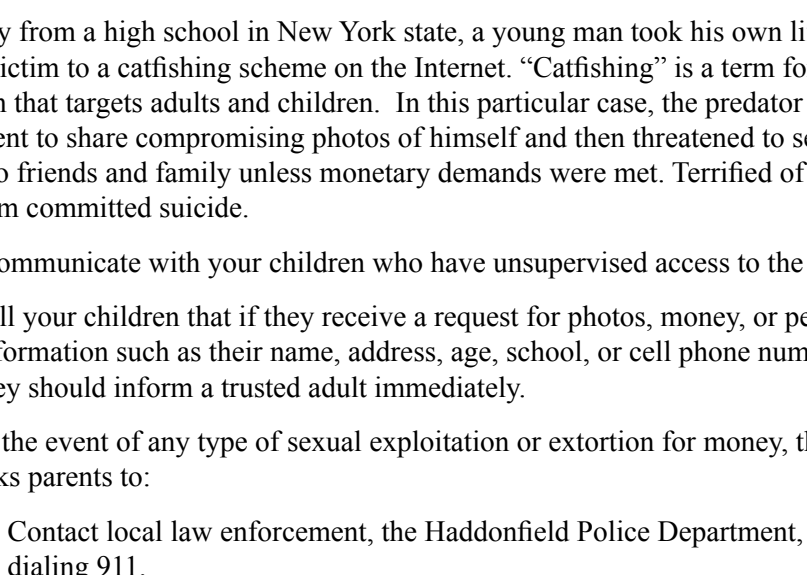 y from a high school in New York state, a young man took his own li
ictim to a catfishing scheme on the Internet. “Catfishing” is a term fo
n that targets adults and children.  In this particular case, the predator
ent to share compromising photos of himself and then threatened to s
o friends and family unless monetary demands were met. Terrified of
m committed suicide.
ommunicate with your children who have unsupervised access to the
ll your children that if they receive a request for photos, money, or pe
formation such as their name, address, age, school, or cell phone num
ey should inform a trusted adult immediately.
the event of any type of sexual exploitation or extortion for money, t
ks parents to:
Contact local law enforcement, the Haddonfield Police Department,
dialing 911.